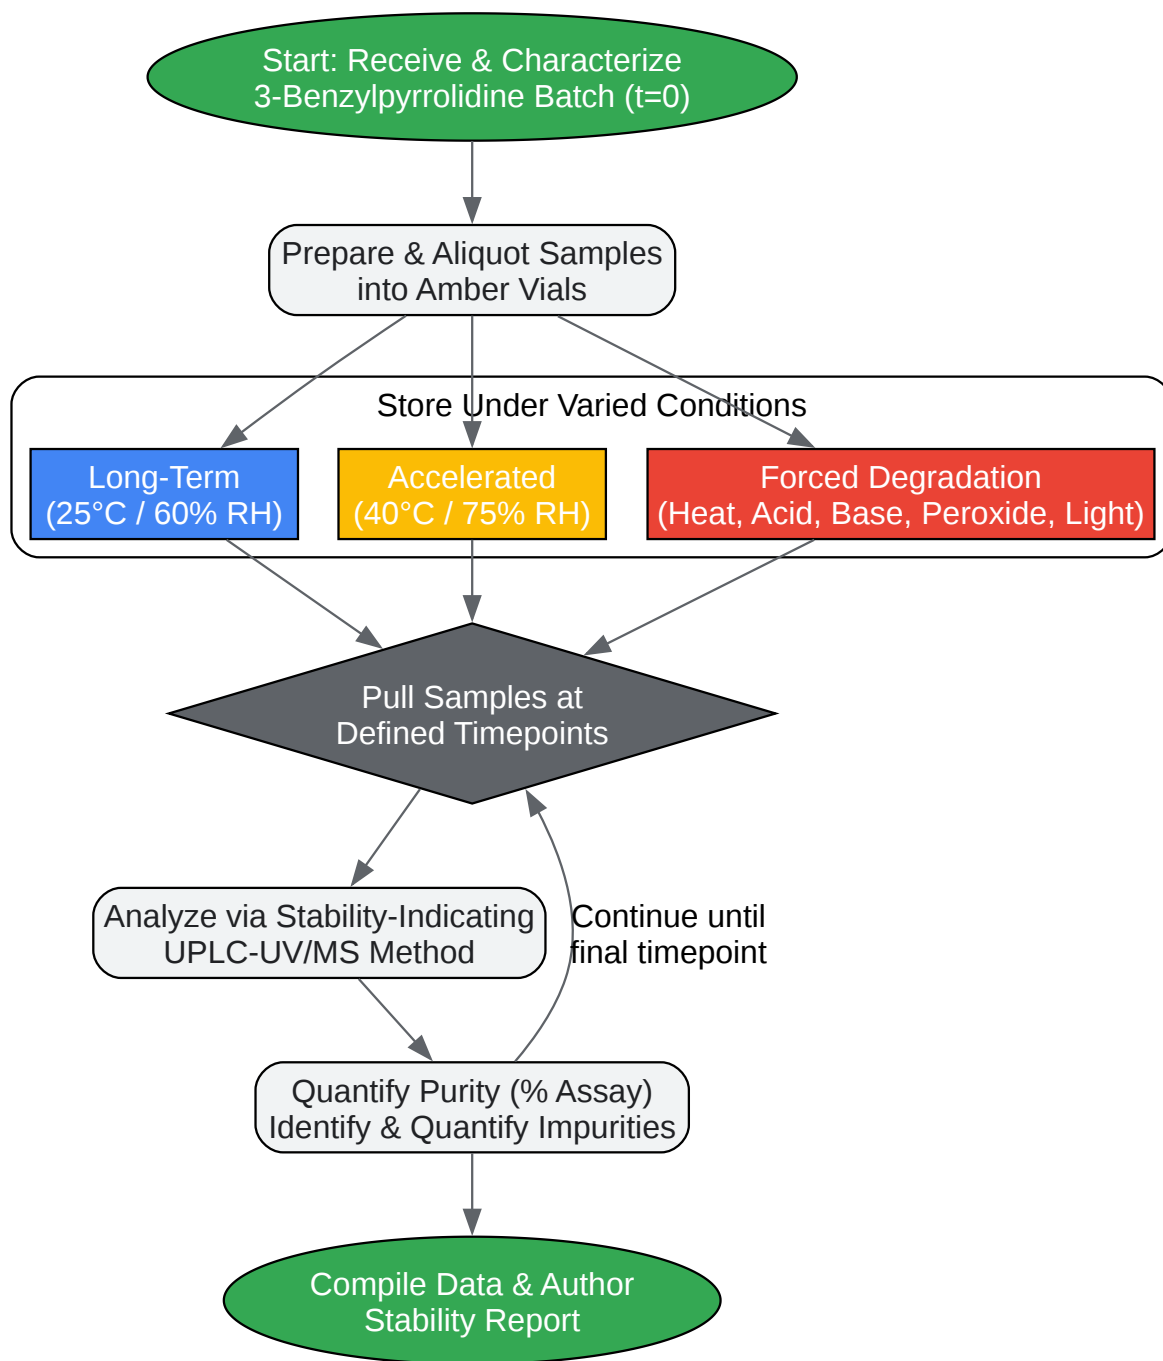 Start: Receive & Characterize
3-Benzylpyrrolidine Batch (t=0)
Prepare & Aliquot Samples
into Amber Vials
Store Under Varied Conditions
Long-Term
(25°C / 60% RH)
Accelerated
(40°C / 75% RH)
Forced Degradation
(Heat, Acid, Base, Peroxide, Light)
Pull Samples at
Defined Timepoints
Analyze via Stability-Indicating
UPLC-UV/MS Method
Continue until
final timepoint
Quantify Purity (% Assay)
Identify & Quantify Impurities
Compile Data & Author
Stability Report